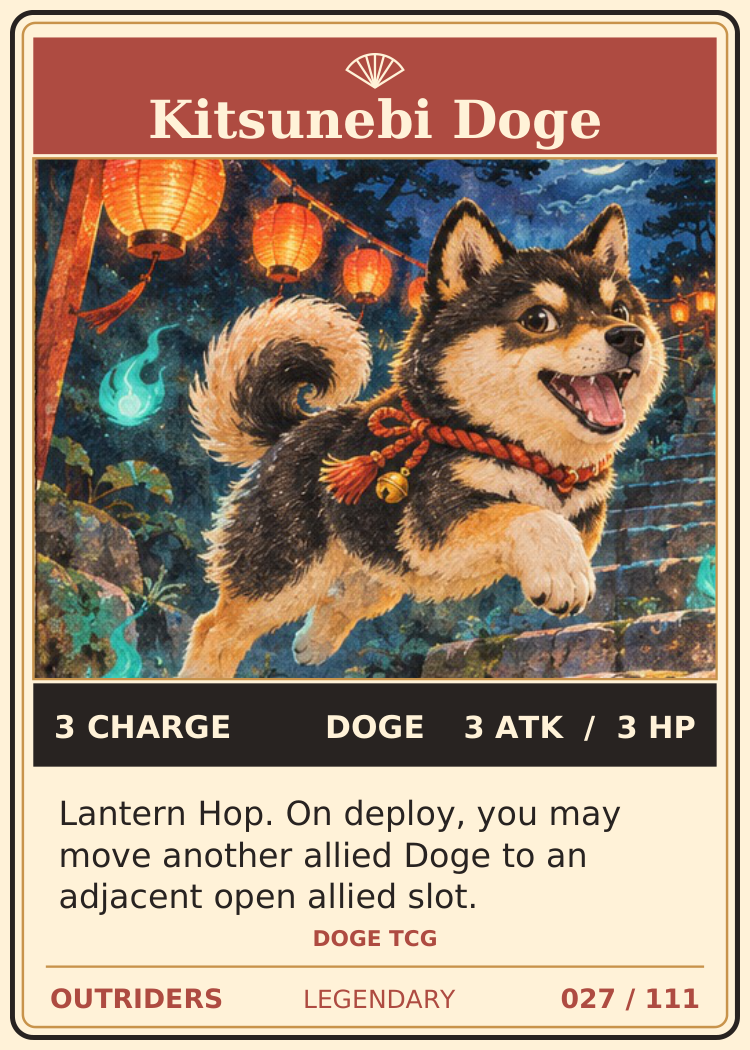 Kitsunebi Doge
3 CHARGE DOGE 3 ATK / 3 HP
Lantern Hop. On deploy, you may
move another allied Doge to an
adjacent open allied slot.
DOGE TCG
OUTRIDERS LEGENDARY 027 / 111